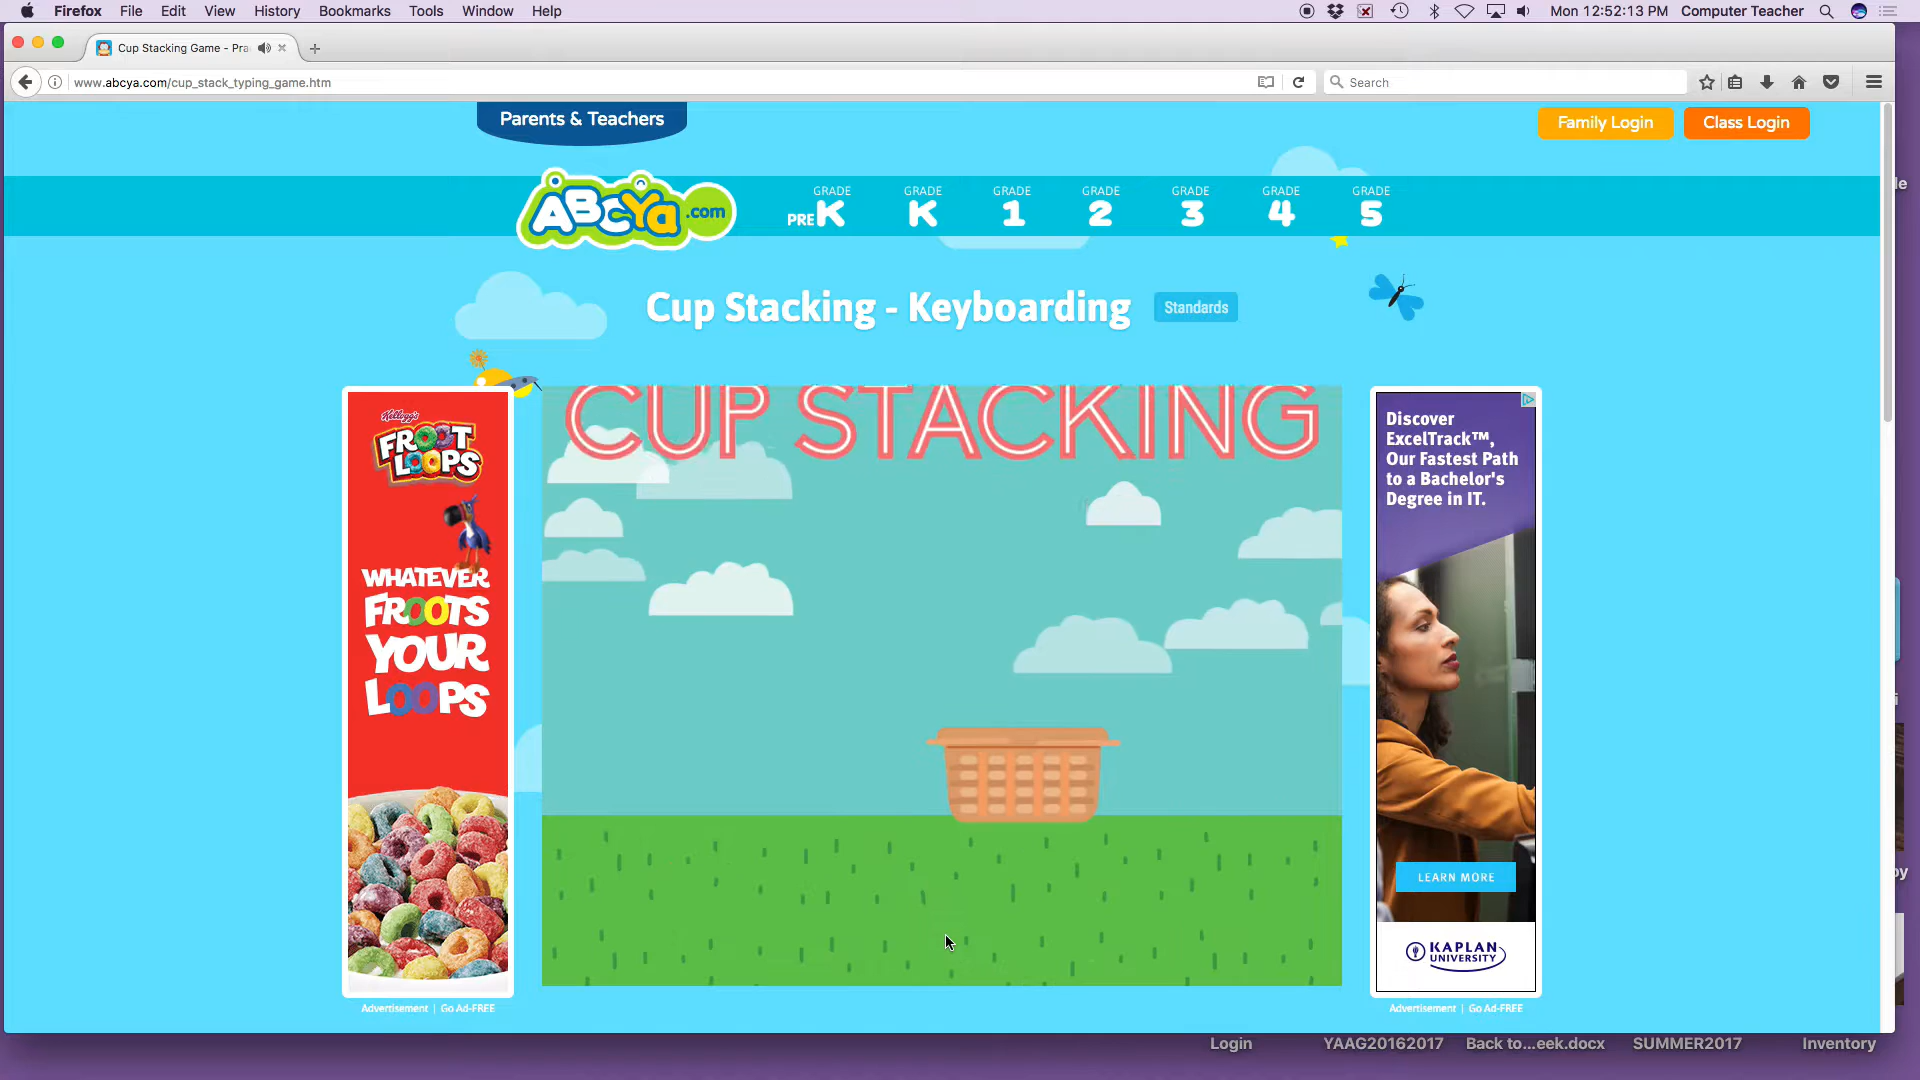 Firefox File Edit View History Bookmarks Tools Window Help Mon 12:52:13 PM Computer Teacher
Cup Stacking Game - Pra
www.abcya.com/cup_stack_typing_game.htm Search
Parents & Teachers Family Login Class Login
ABCYa.com
GRADE GRADE GRADE GRADE GRADE GRADE GRADE
PRE K K 1 2 3 4 5
Cup Stacking - Keyboarding Standards
CUP STACKING
Kellogg's
FROOT
LOOPS
WHATEVER
FROOTS
YOUR
LOOPS
Discover
ExcelTrack™,
Our Fastest Path
to a Bachelor's
Degree in IT.
LEARN MORE
KAPLAN
UNIVERSITY
Advertisement | Go Ad-FREE Advertisement | Go Ad-FREE
Login YAAG20162017 Back to...eek.docx SUMMER2017 Inventory